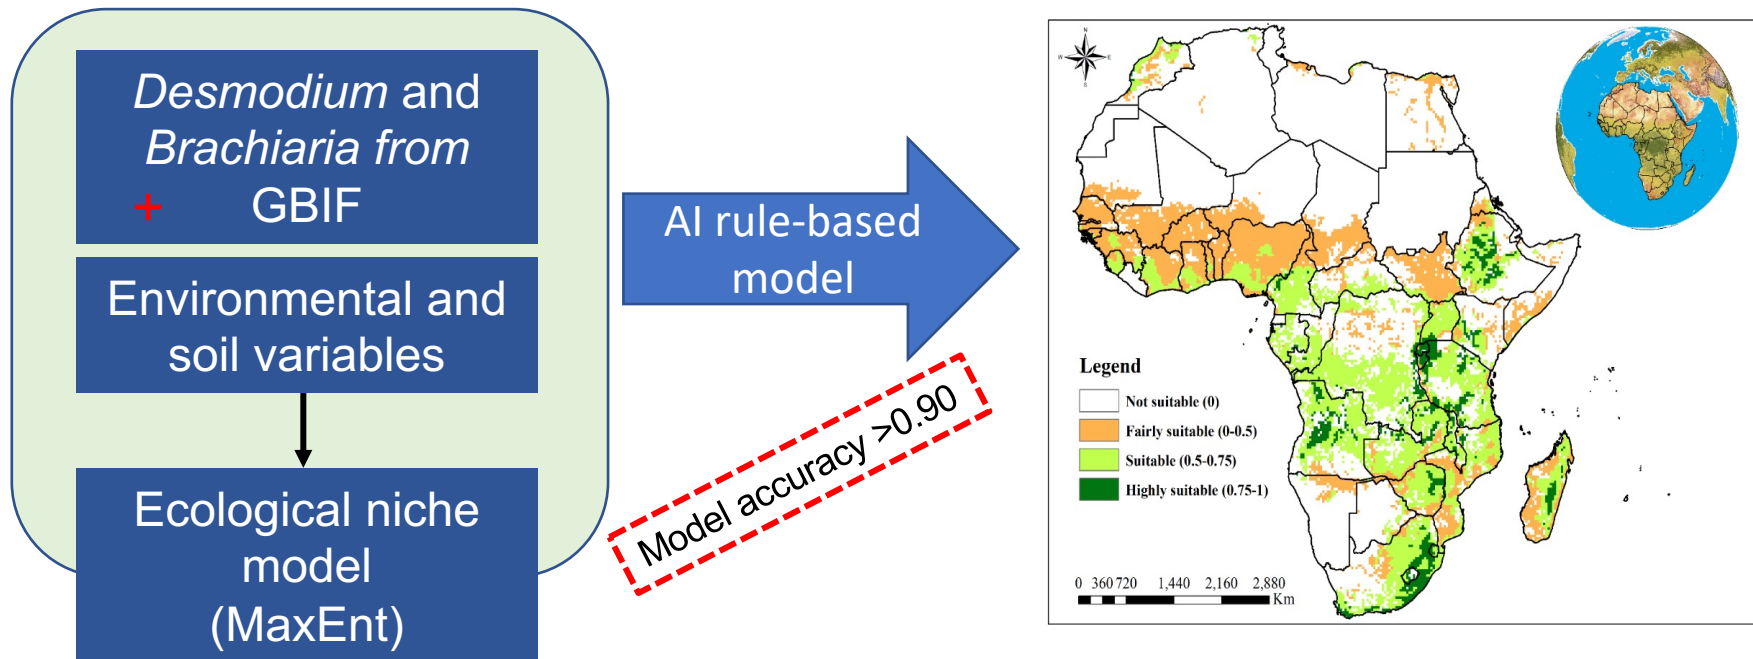 Desmodium and
Brachiaria from
+ GBIF
Environmental and
soil variables
Ecological niche
model
(MaxEnt)
AI rule-based
model
Model accuracy >0.90
N
W E
S
Legend
Not suitable (0)
Fairly suitable (0-0.5)
Suitable (0.5-0.75)
Highly suitable (0.75-1)
0 360 720 1,440 2,160 2,880
Km